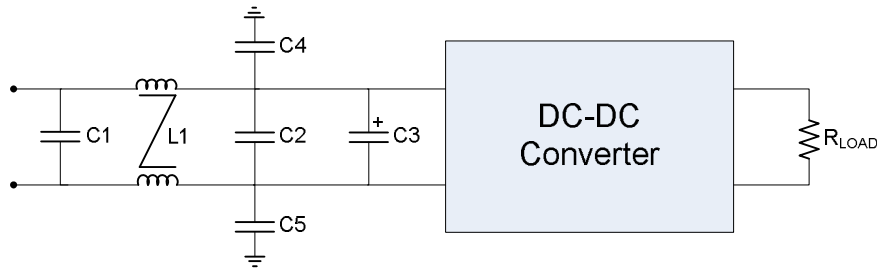 C4
C1
L1
C2
+
C3
C5
DC-DC
Converter
RLOAD